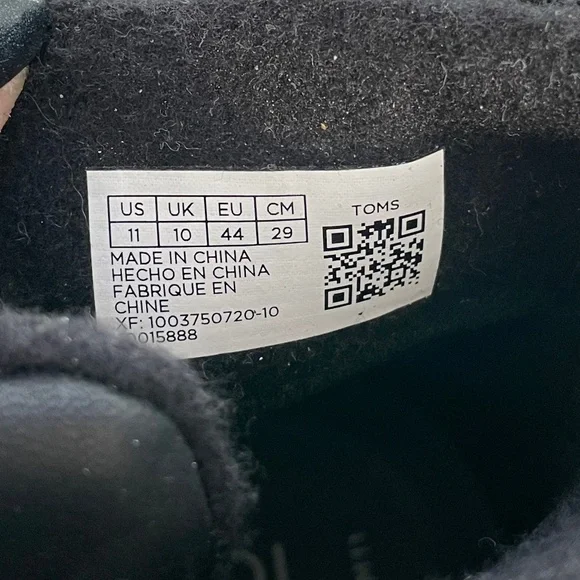 US UK EU CM
11 10 44 29
MADE IN CHINA
HECHO EN CHINA
FABRIQUE EN
CHINE
XF: 1003750720-10
TOMS